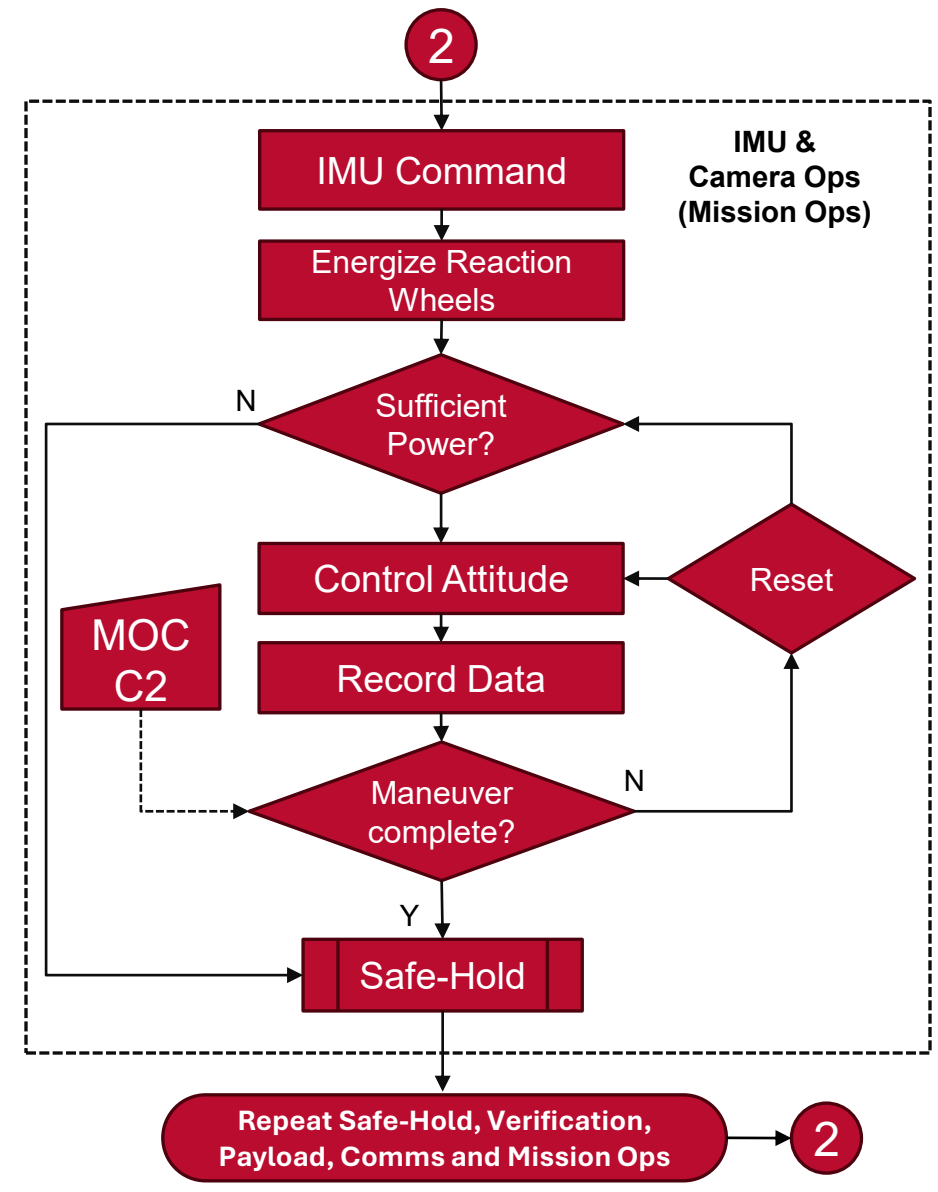 2
IMU &
Camera Ops
(Mission Ops)
IMU Command
Energize Reaction
Wheels
N
Sufficient
Power?
Control Attitude
Reset
MOC
C2
Record Data
Maneuver
complete?
N
Y
Safe-Hold
Repeat Safe-Hold, Verification,
Payload, Comms and Mission Ops
2